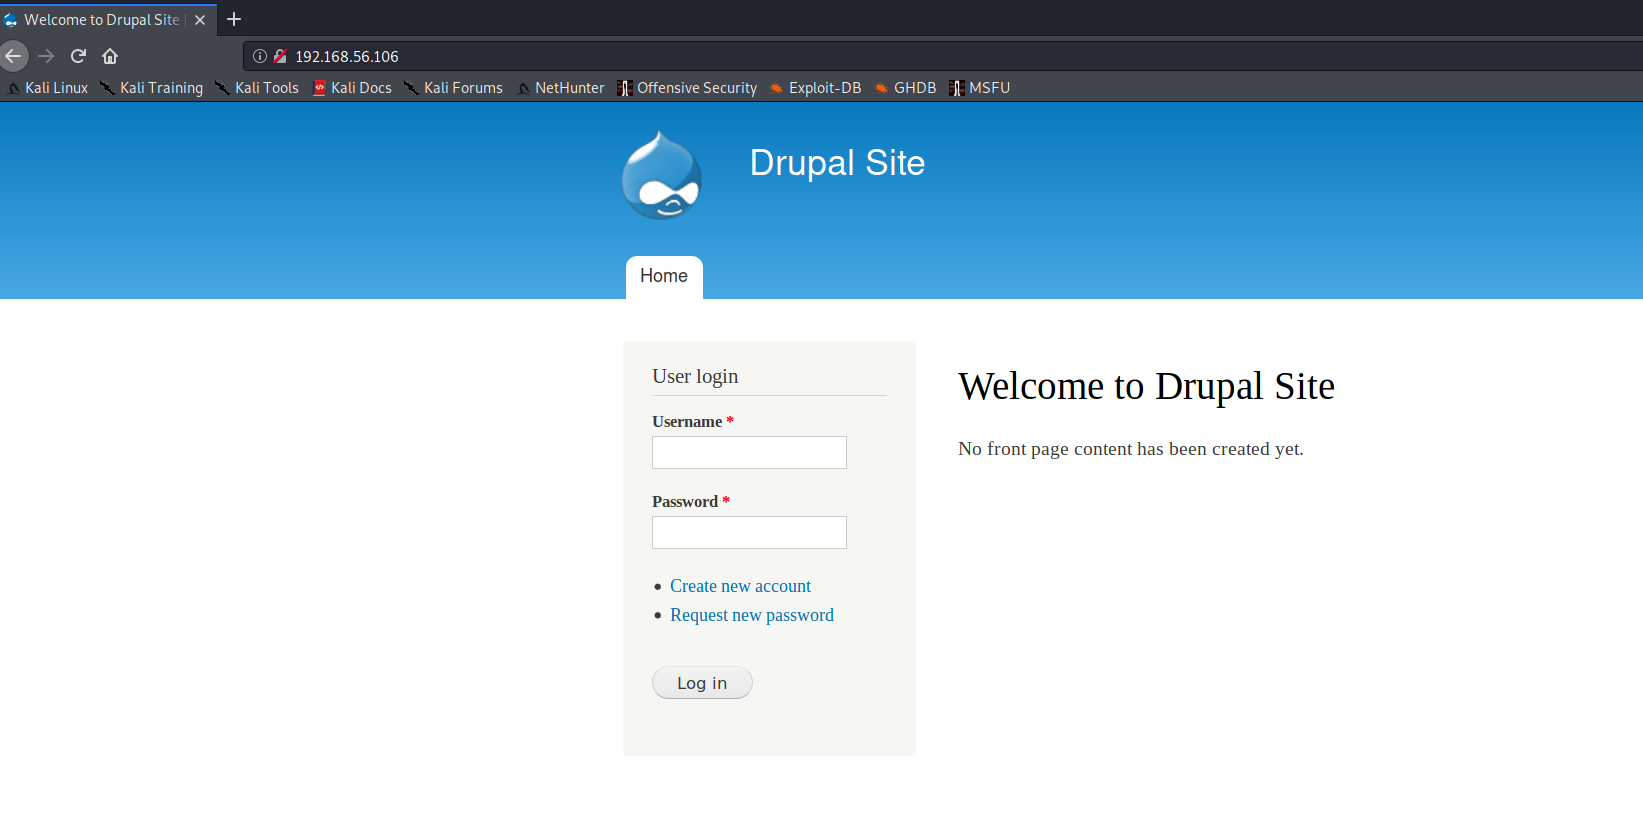 Welcome to Drupal Site
192.168.56.106
Kali Linux Kali Training Kali Tools Kali Docs Kali Forums NetHunter Offensive Security Exploit-DB GHDB MSFU
Drupal Site
Home
User login
Username *
Password *
Create new account
Request new password
Log in
Welcome to Drupal Site
No front page content has been created yet.